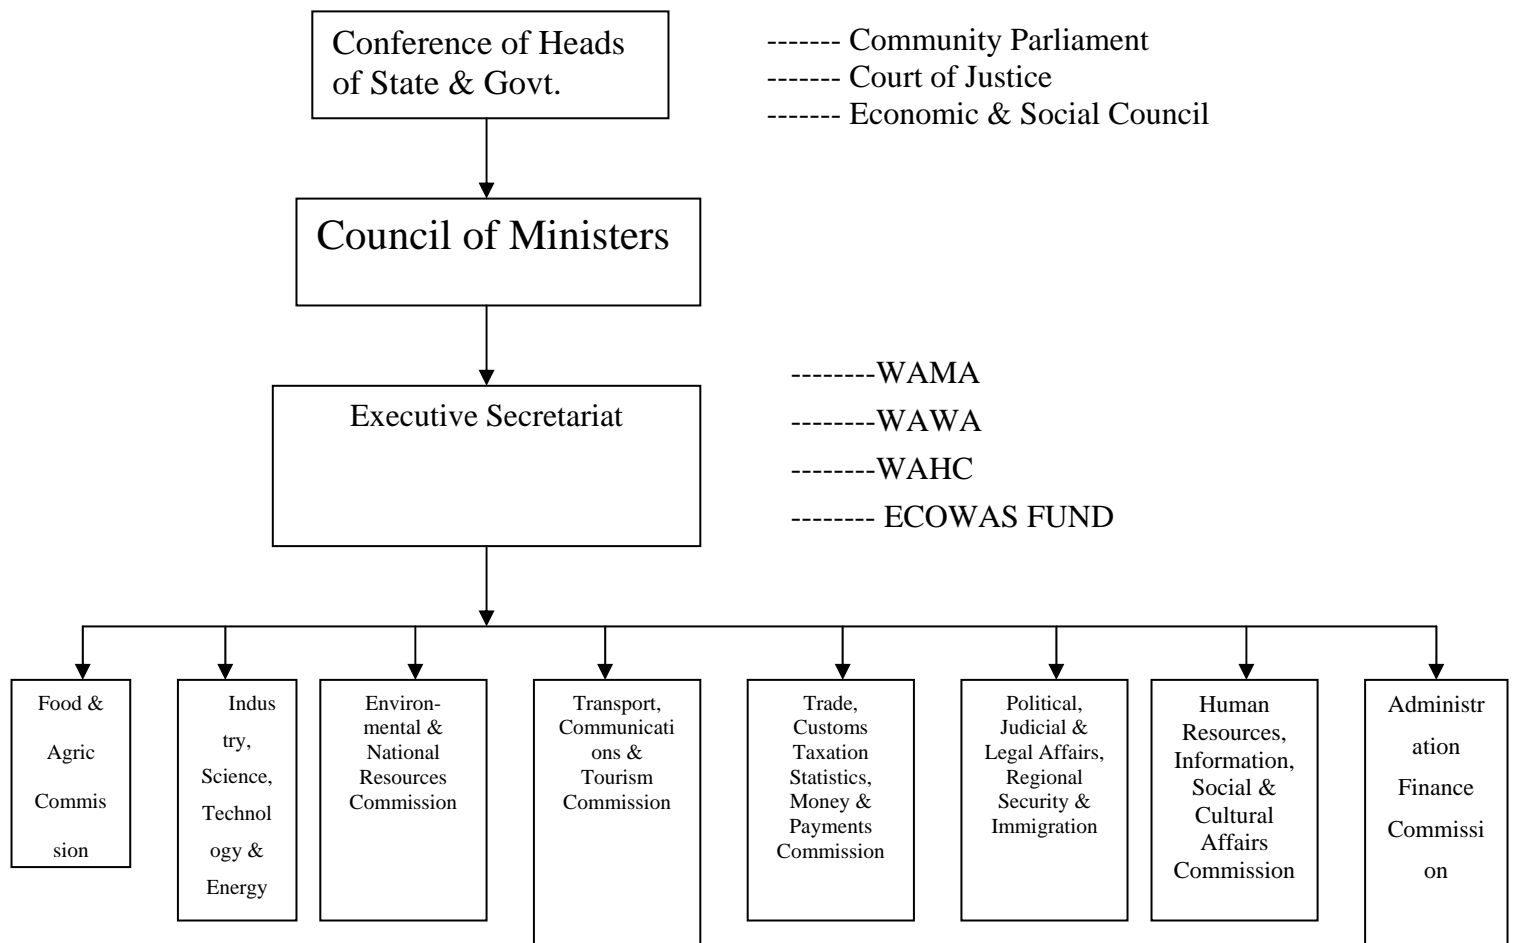 Conference of Heads
of State & Govt.
------- Community Parliament
------- Court of Justice
------- Economic & Social Council
Council of Ministers
Executive Secretariat
--------WAMA
--------WAWA
--------WAHC
-------- ECOWAS FUND
Food &
Agric
Commis
sion
Indus
try,
Science,
Technol
ogy &
Energy
Environ-
mental &
National
Resources
Commission
Transport,
Communicati
ons &
Tourism
Commission
Trade,
Customs
Taxation
Statistics,
Money &
Payments
Commission
Political,
Judicial &
Legal Affairs,
Regional
Security &
Immigration
Human
Resources,
Information,
Social &
Cultural
Affairs
Commission
Administr
ation
Finance
Commissi
on